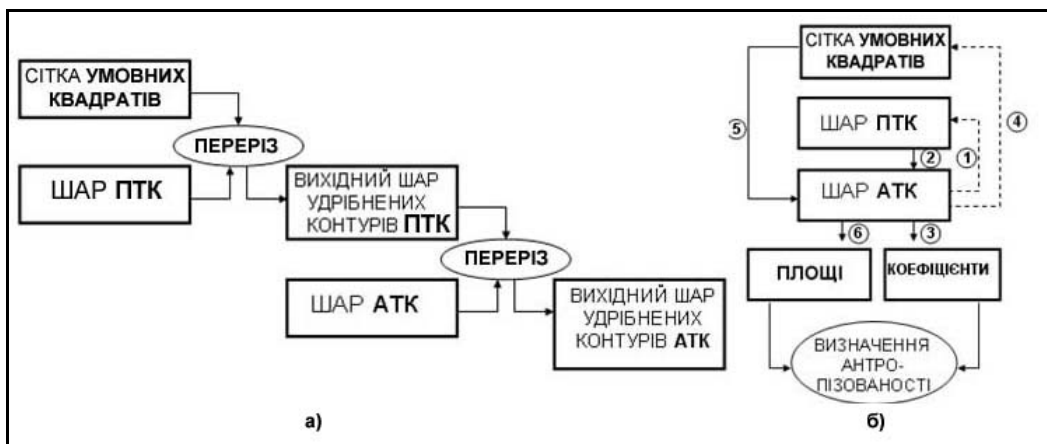 СІТКА УМОВНИХ
КВАДРАТІВ
ПЕРЕРІЗ
ШАР ПТК
ВИХІДНИЙ ШАР
УДРІБНЕНИХ
КОНТУРІВ ПТК
ПЕРЕРІЗ
ШАР АТК
ВИХІДНИЙ ШАР
УДРІБНЕНИХ
КОНТУРІВ АТК
а)
СІТКА УМОВНИХ
КВАДРАТІВ
ШАР ПТК
5
4
2
1
ШАР АТК
6
3
ПЛОЩІ
КОЕФІЦІЄНТИ
ВИЗНАЧЕННЯ
АНТРО-
ПІЗОВАНОСТІ
б)